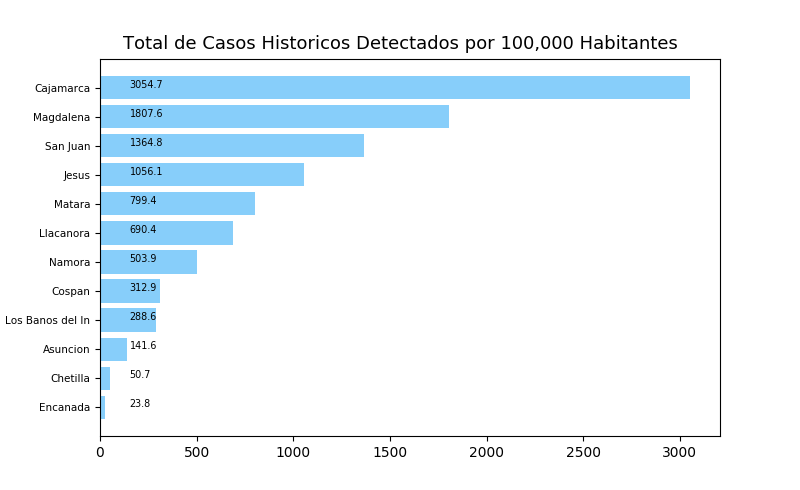 Total de Casos Historicos Detectados por 100,000 Habitantes
Cajamarca 3054.7
Magdalena 1807.6
San Juan 1364.8
Jesus 1056.1
Matara 799.4
Llacanora 690.4
Namora 503.9
Cospan 312.9
Los Banos del In 288.6
Asuncion 141.6
Chetilla 50.7
Encanada 23.8
0 500 1000 1500 2000 2500 3000